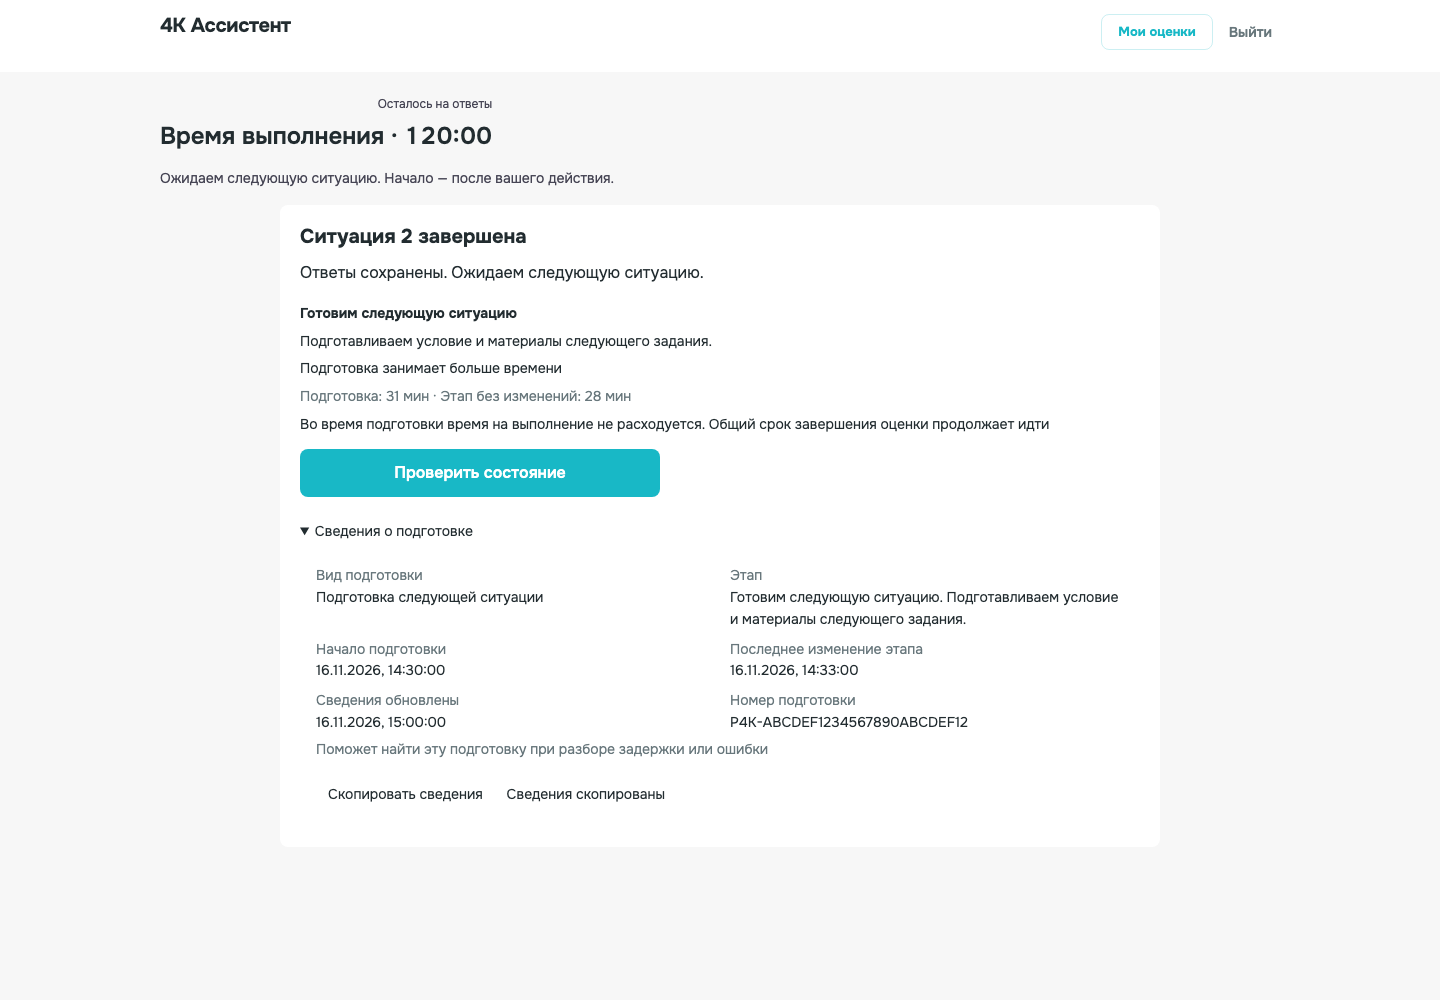 4K Ассистент
Мои оценки
Выйти
Осталось на ответы
Время выполнения · 120:00
Ожидаем следующую ситуацию. Начало — после вашего действия.
Ситуация 2 завершена
Ответы сохранены. Ожидаем следующую ситуацию.
Готовим следующую ситуацию
Подготавливаем условие и материалы следующего задания.
Подготовка занимает больше времени
Подготовка: 31 мин · Этап без изменений: 28 мин
Во время подготовки время на выполнение не расходуется. Общий срок завершения оценки продолжает идти
Проверить состояние
▼ Сведения о подготовке
Вид подготовки
Подготовка следующей ситуации
Этап
Готовим следующую ситуацию. Подготавливаем условие
и материалы следующего задания.
Начало подготовки
16.11.2026, 14:30:00
Последнее изменение этапа
16.11.2026, 14:33:00
Сведения обновлены
16.11.2026, 15:00:00
Номер подготовки
P4K-ABCDEF1234567890ABCDEF12
Поможет найти эту подготовку при разборе задержки или ошибки
Скопировать сведения
Сведения скопированы